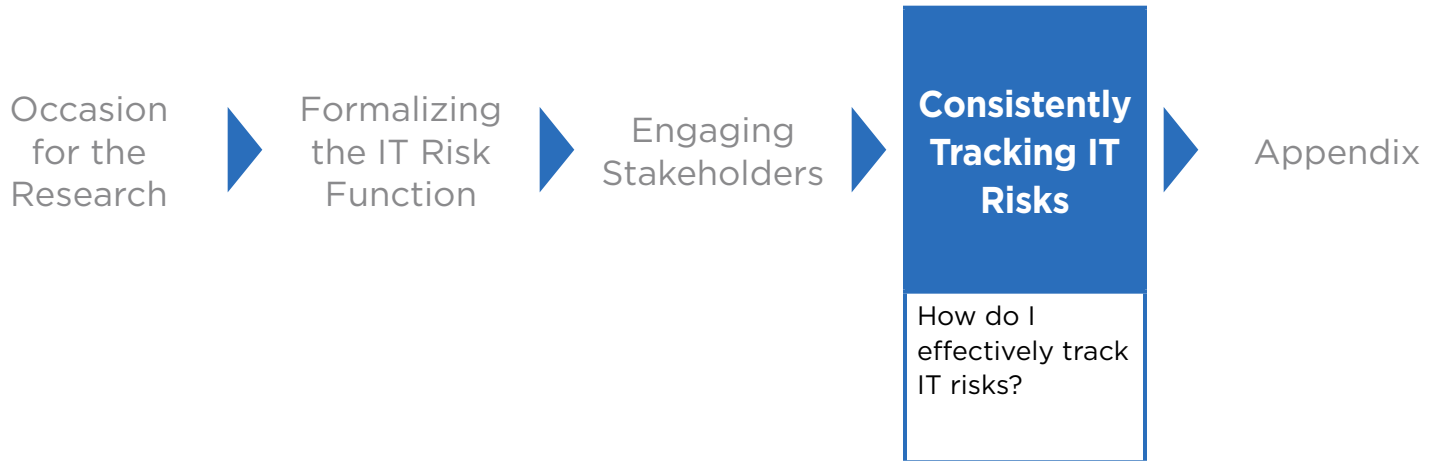 Occasion
for the
Research
Formalizing
the IT Risk
Function
Engaging
Stakeholders
Consistently
Tracking IT
Risks
How do I
effectively track
IT risks?
Appendix